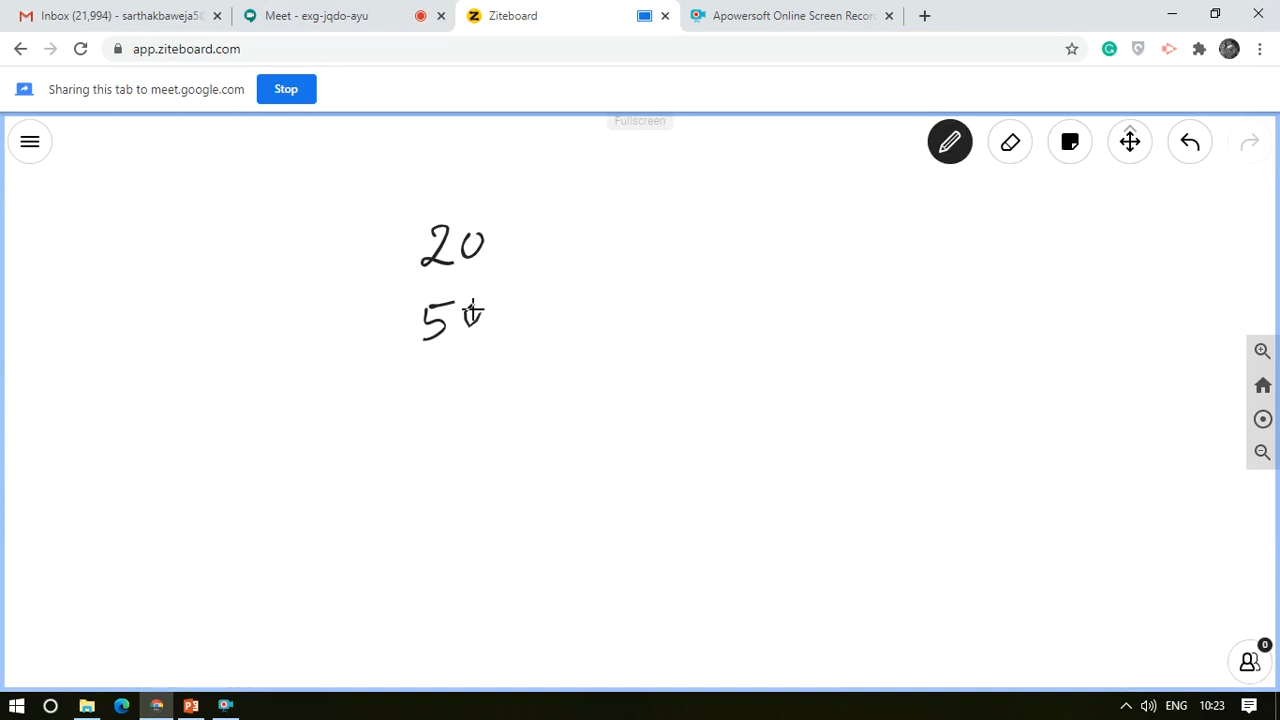 Inbox (21,994) - sarthakbaweja5
Meet - exg-jqdo-ayu
Ziteboard
Apowersoft Online Screen Recor
app.ziteboard.com
Sharing this tab to meet.google.com
Stop
Fullscreen
20
50
0
ENG
10:23